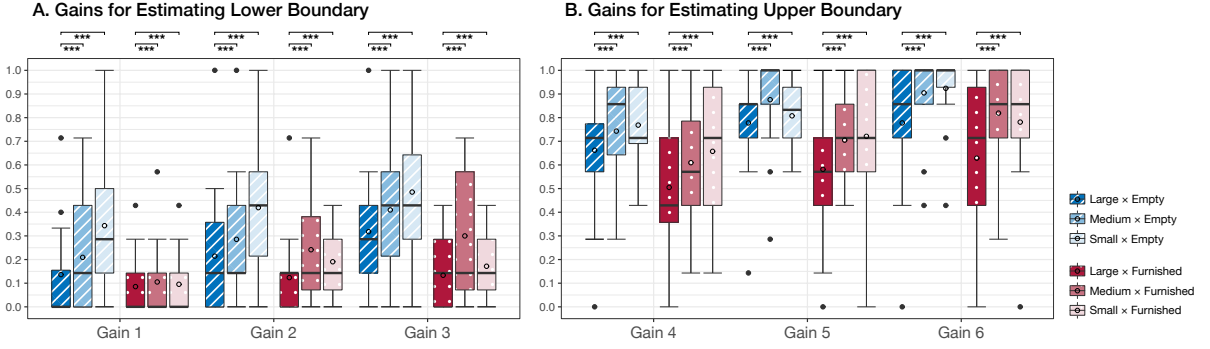 A. Gains for Estimating Lower Boundary
B. Gains for Estimating Upper Boundary
*** *** *** *** *** ***
*** *** *** *** *** ***
*** *** *** *** *** ***
*** *** *** *** *** ***
1.0
0.9
0.8
0.7
0.6
0.5
0.4
0.3
0.2
0.1
0.0
Gain 1 Gain 2 Gain 3
1.0
0.9
0.8
0.7
0.6
0.5
0.4
0.3
0.2
0.1
0.0
Gain 4 Gain 5 Gain 6
Large × Empty
Medium × Empty
Small × Empty
Large × Furnished
Medium × Furnished
Small × Furnished